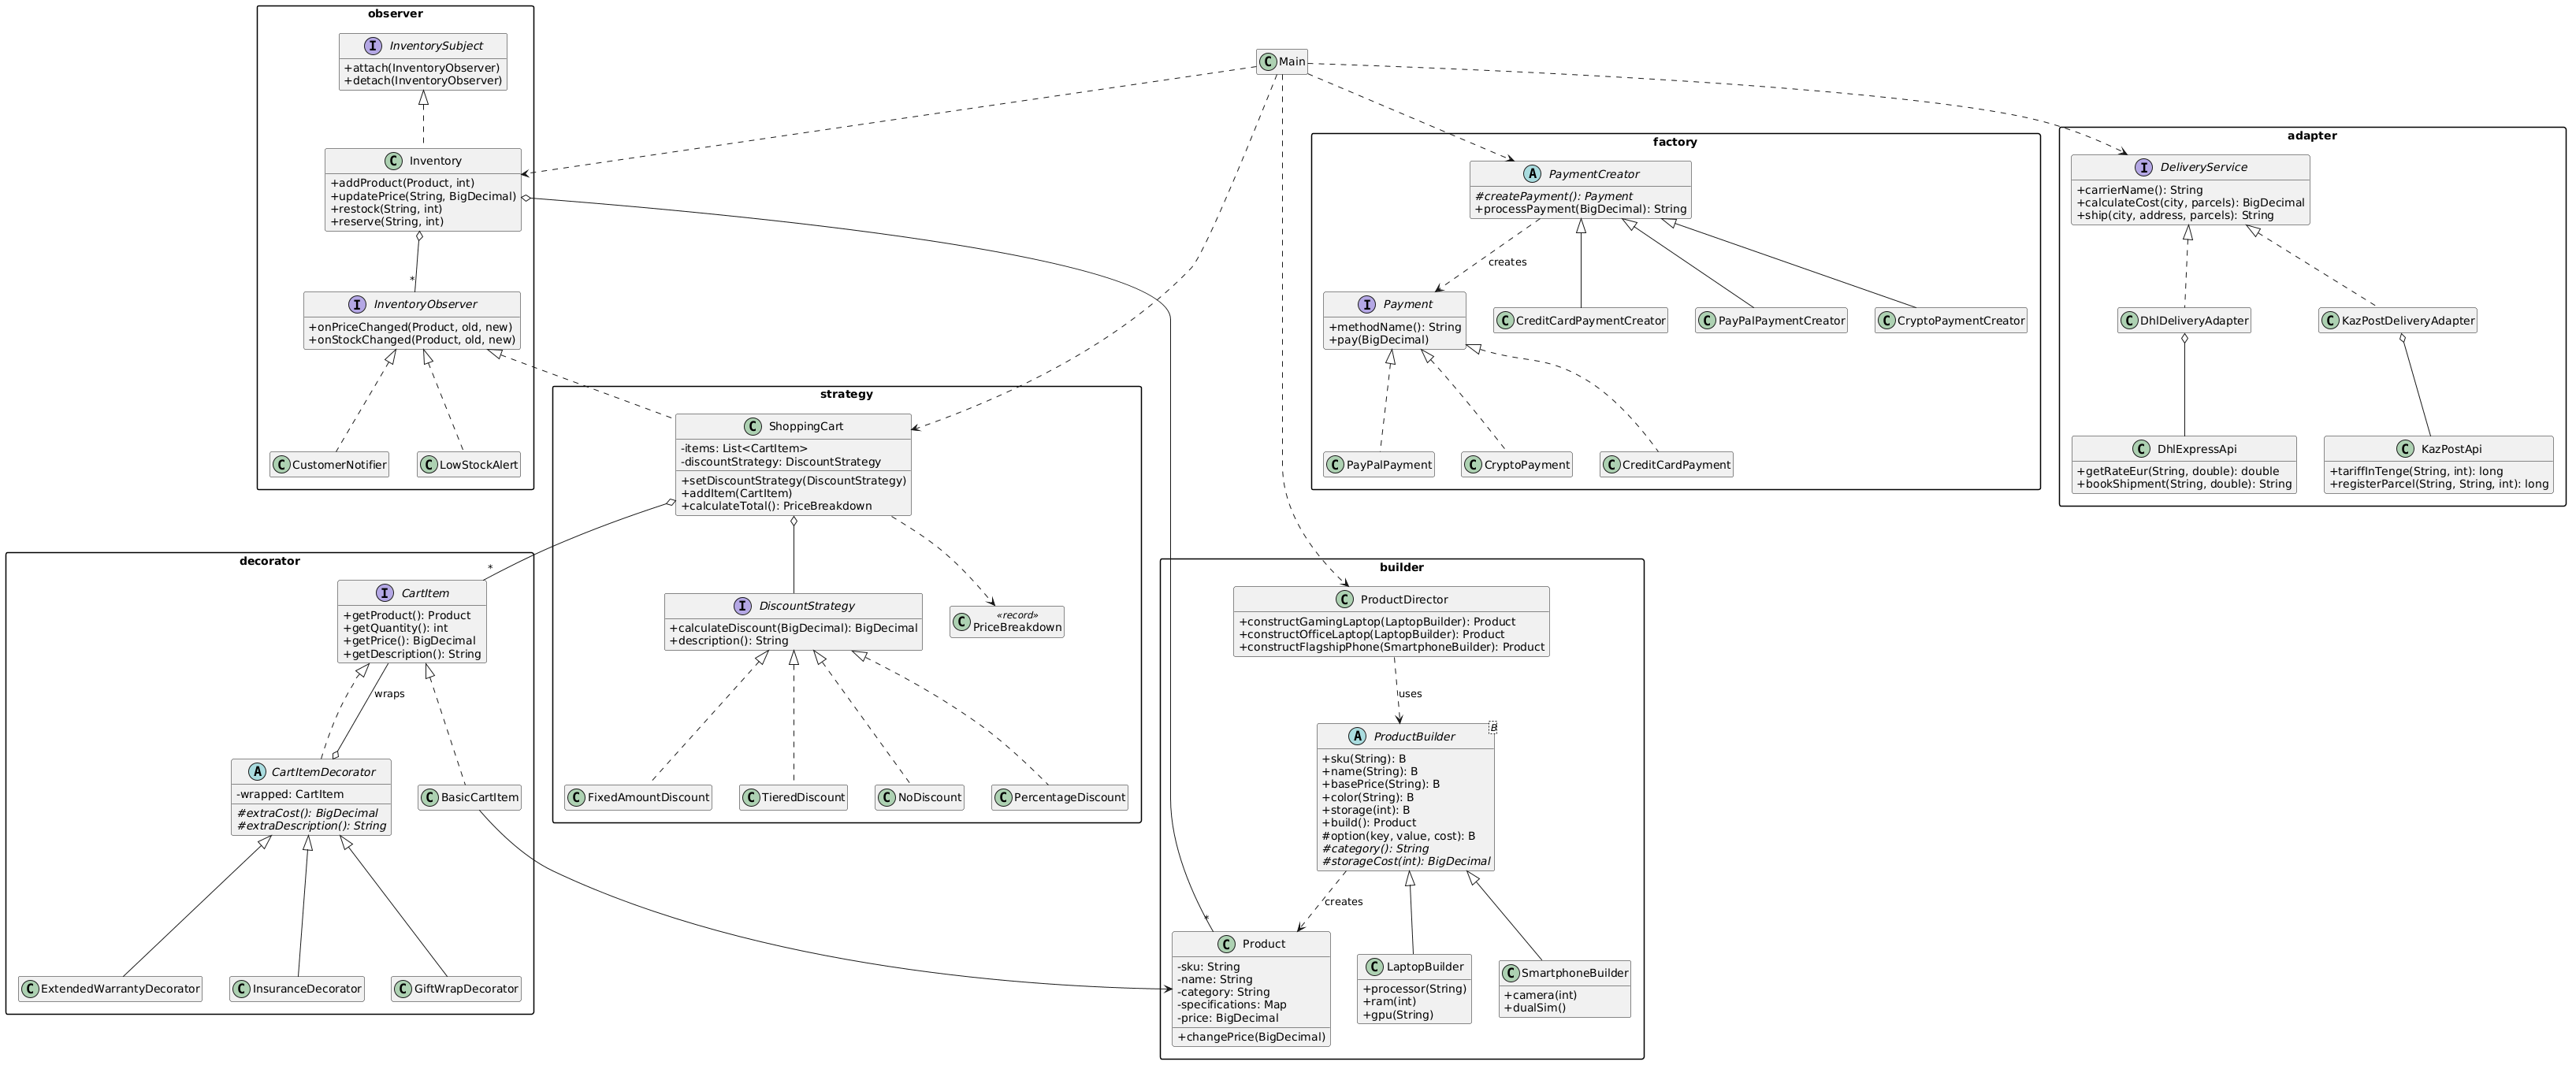 observer
I InventorySubject
+attach(InventoryObserver)
+detach(InventoryObserver)
C Inventory
+addProduct(Product, int)
+updatePrice(String, BigDecimal)
+restock(String, int)
+reserve(String, int)
*
I InventoryObserver
+onPriceChanged(Product, old, new)
+onStockChanged(Product, old, new)
C CustomerNotifier
C LowStockAlert
C Main
factory
A PaymentCreator
#createPayment(): Payment
+processPayment(BigDecimal): String
creates
I Payment
+methodName(): String
+pay(BigDecimal)
C CreditCardPaymentCreator
C PayPalPaymentCreator
C CryptoPaymentCreator
C PayPalPayment
C CryptoPayment
C CreditCardPayment
adapter
I DeliveryService
+carrierName(): String
+calculateCost(city, parcels): BigDecimal
+ship(city, address, parcels): String
C DhlDeliveryAdapter
C KazPostDeliveryAdapter
C DhlExpressApi
+getRateEur(String, double): double
+bookShipment(String, double): String
C KazPostApi
+tariffInTenge(String, int): long
+registerParcel(String, String, int): long
strategy
C ShoppingCart
-items: List<CartItem>
-discountStrategy: DiscountStrategy
+setDiscountStrategy(DiscountStrategy)
+addItem(CartItem)
+calculateTotal(): PriceBreakdown
I DiscountStrategy
+calculateDiscount(BigDecimal): BigDecimal
+description(): String
C «record»
PriceBreakdown
C FixedAmountDiscount
C TieredDiscount
C NoDiscount
C PercentageDiscount
decorator
*
I CartItem
+getProduct(): Product
+getQuantity(): int
+getPrice(): BigDecimal
+getDescription(): String
wraps
A CartItemDecorator
-wrapped: CartItem
#extraCost(): BigDecimal
#extraDescription(): String
C BasicCartItem
C ExtendedWarrantyDecorator
C InsuranceDecorator
C GiftWrapDecorator
builder
C ProductDirector
+constructGamingLaptop(LaptopBuilder): Product
+constructOfficeLaptop(LaptopBuilder): Product
+constructFlagshipPhone(SmartphoneBuilder): Product
uses
A ProductBuilder B
+sku(String): B
+name(String): B
+basePrice(String): B
+color(String): B
+storage(int): B
+build(): Product
#option(key, value, cost): B
#category(): String
#storageCost(int): BigDecimal
creates
*
C Product
-sku: String
-name: String
-category: String
-specifications: Map
-price: BigDecimal
+changePrice(BigDecimal)
C LaptopBuilder
+processor(String)
+ram(int)
+gpu(String)
C SmartphoneBuilder
+camera(int)
+dualSim()